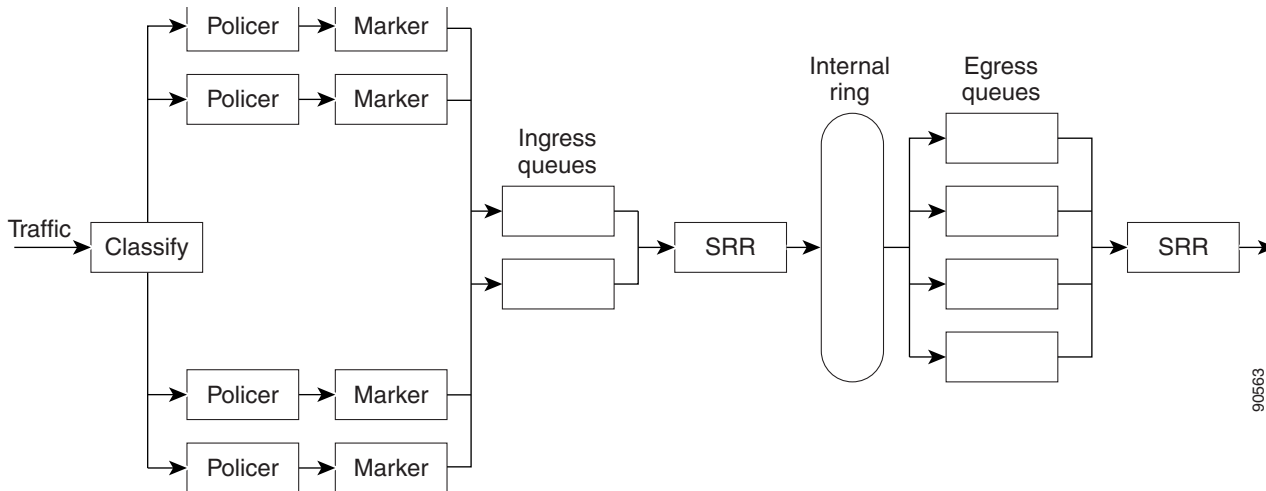 Policer
Marker
Policer
Marker
Internal
ring
Egress
queues
Ingress
queues
Traffic
Classify
SRR
SRR
Policer
Marker
Policer
Marker
90563